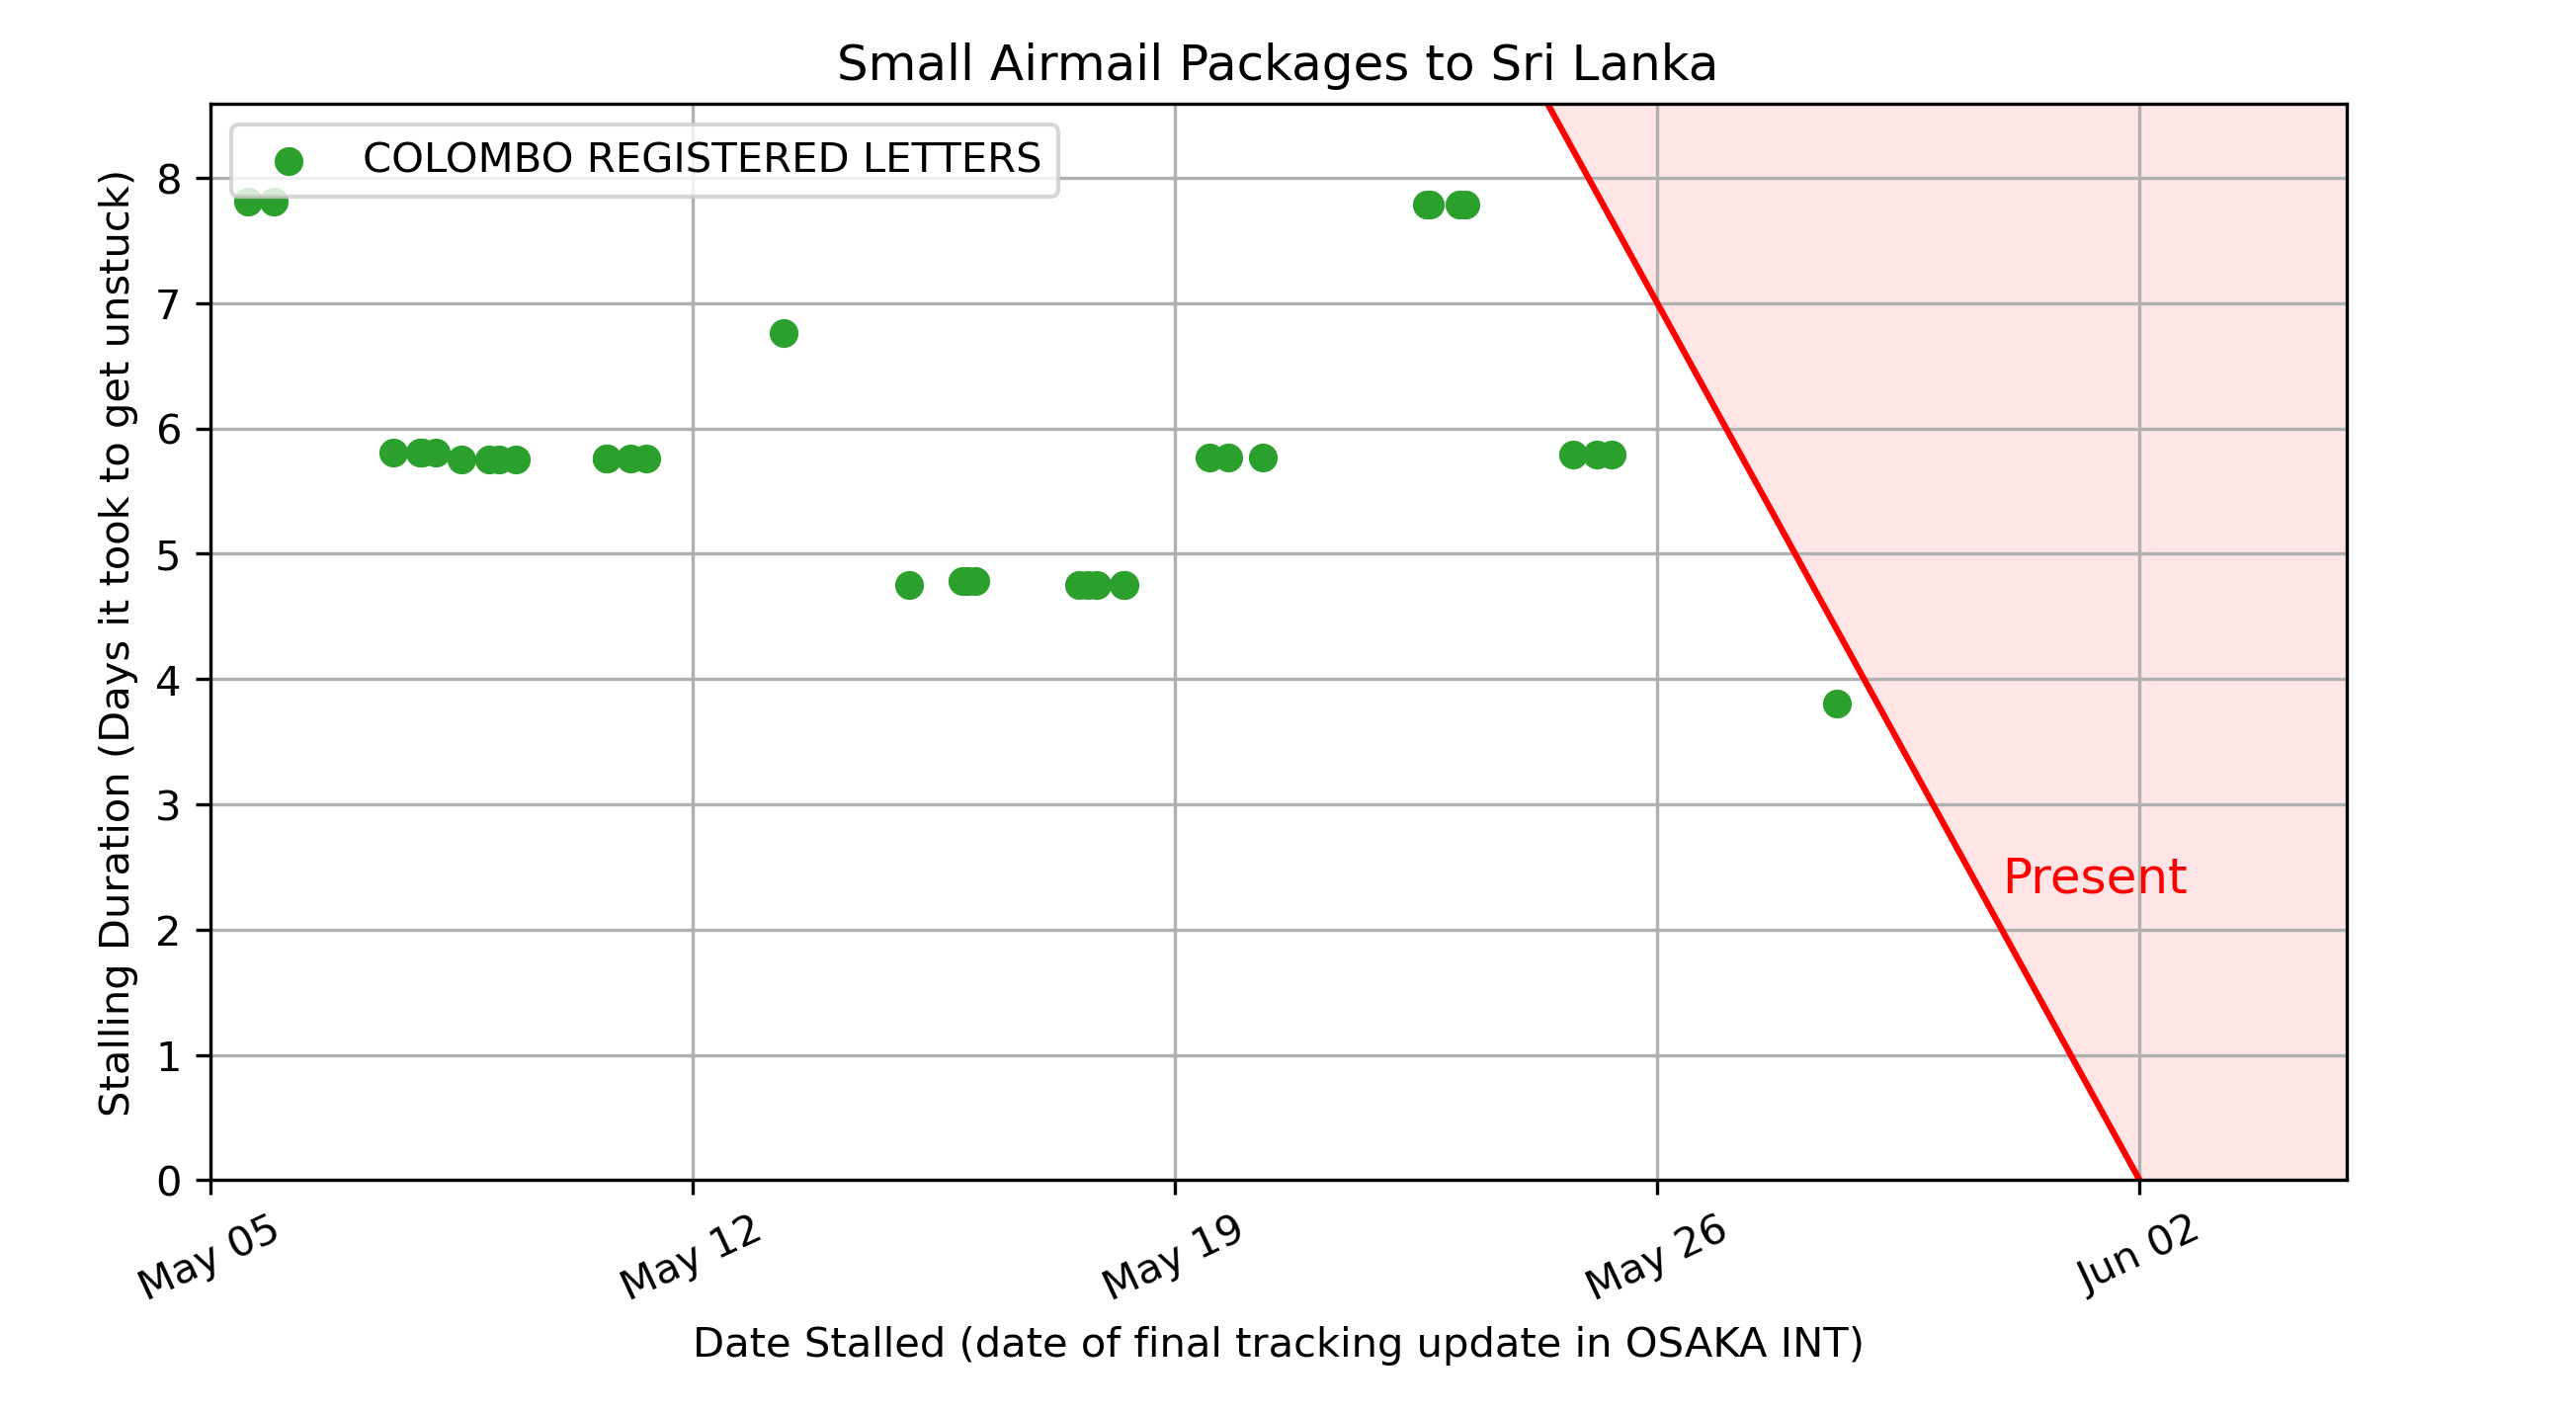 Small Airmail Packages to Sri Lanka
COLOMBO REGISTERED LETTERS
Stalling Duration (Days it took to get unstuck)
8
7
6
5
4
3
2
1
0
Present
May 05
May 12
May 19
May 26
Jun 02
Date Stalled (date of final tracking update in OSAKA INT)